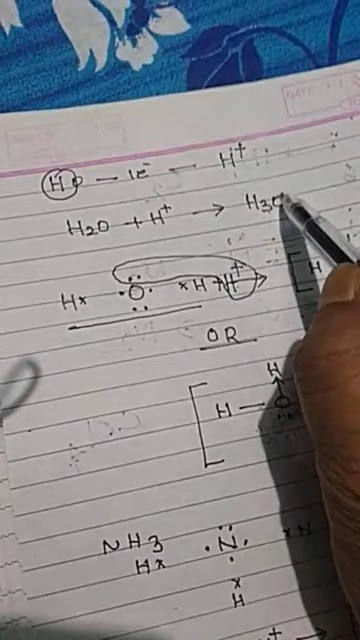 H — 1e⁻ — H⁺
H₂O + H⁺ → H₃O
H× ·O· ×H + H⁺ → [ H
OR
H
[ H — O
NH₃ ·N· ×
H×
×
H